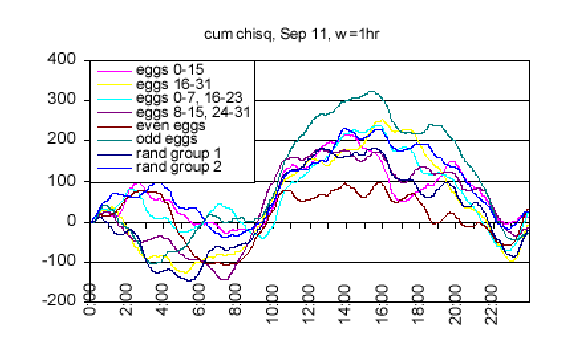 cum chisq, Sep 11, w=1hr
400
300
200
100
0
-100
-200
eggs 0-15
eggs 16-31
eggs 0-7, 16-23
eggs 8-15, 24-31
even eggs
odd eggs
rand group 1
rand group 2
0:00
2:00
4:00
6:00
8:00
10:00
12:00
14:00
16:00
18:00
20:00
22:00